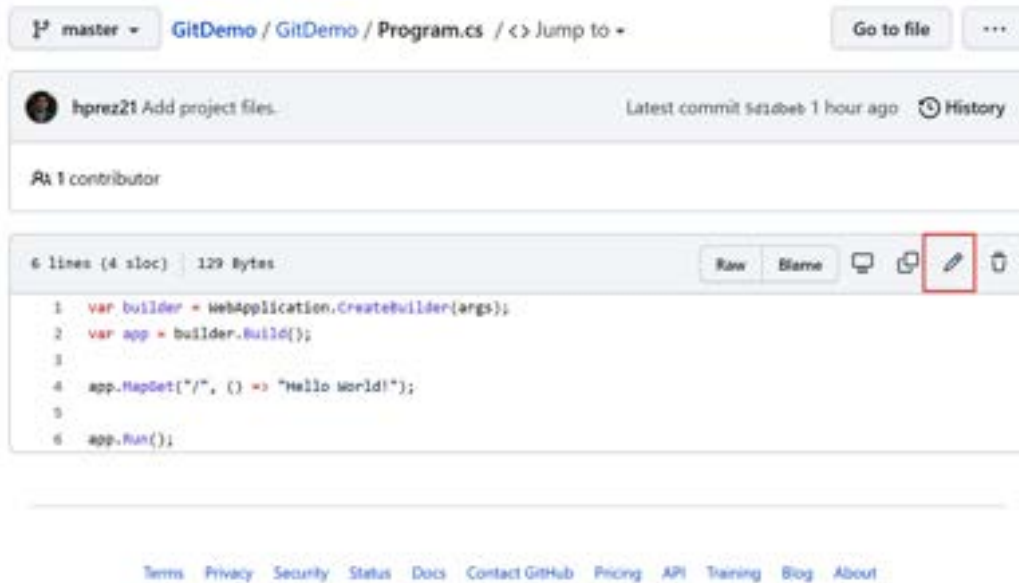 master GitDemo / GitDemo / Program.cs / <> Jump to Go to file ...
hprez21 Add project files. Latest commit 5d1dbeb 1 hour ago History
1 contributor
6 lines (4 sloc) 129 Bytes Raw Blame
1 var builder = WebApplication.CreateBuilder(args);
2 var app = builder.Build();
3
4 app.MapGet("/", () => "Hello World!");
5
6 app.Run();
Terms Privacy Security Status Docs Contact GitHub Pricing API Training Blog About